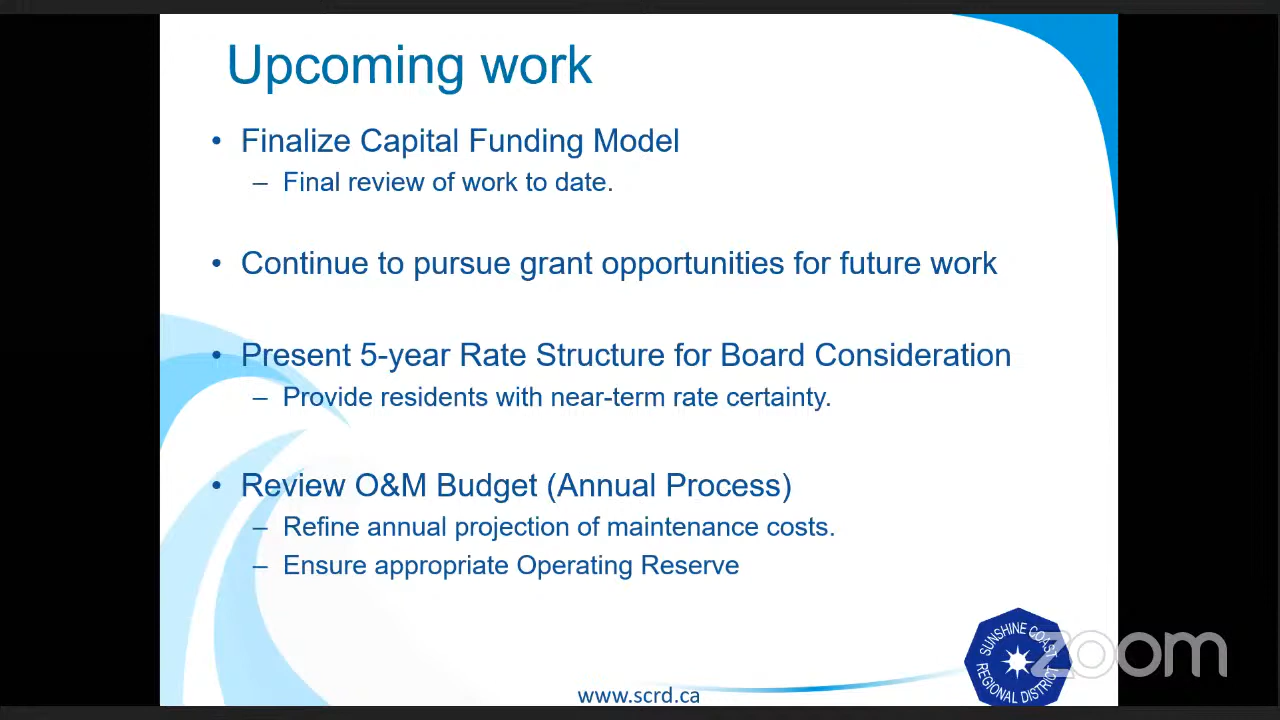 Upcoming work
• Finalize Capital Funding Model
– Final review of work to date.
• Continue to pursue grant opportunities for future work
• Present 5-year Rate Structure for Board Consideration
– Provide residents with near-term rate certainty.
• Review O&M Budget (Annual Process)
– Refine annual projection of maintenance costs.
– Ensure appropriate Operating Reserve
SUNSHINE COAST
REGIONAL DISTRICT
zoom
www.scrd.ca